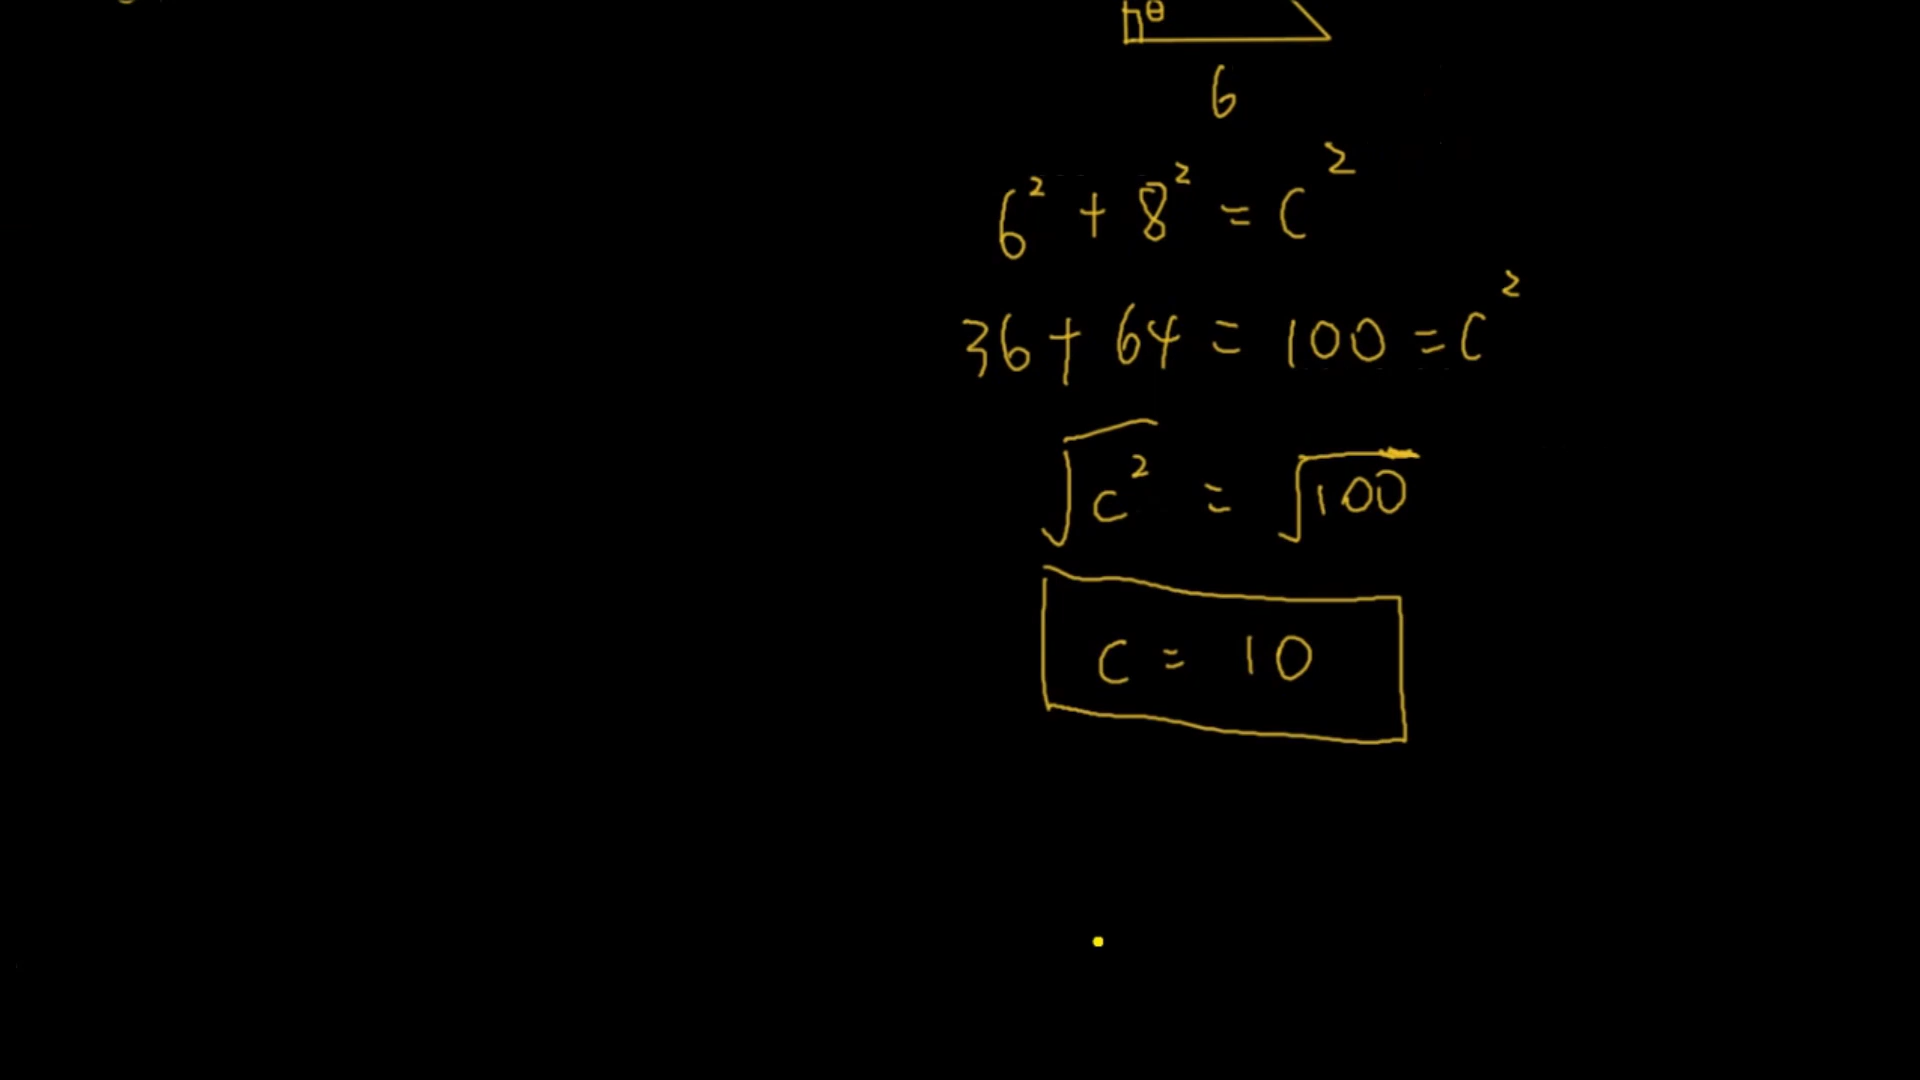 θ
6
6² + 8² = C²
36 + 64 = 100 = C²
√C² = √100
C = 10